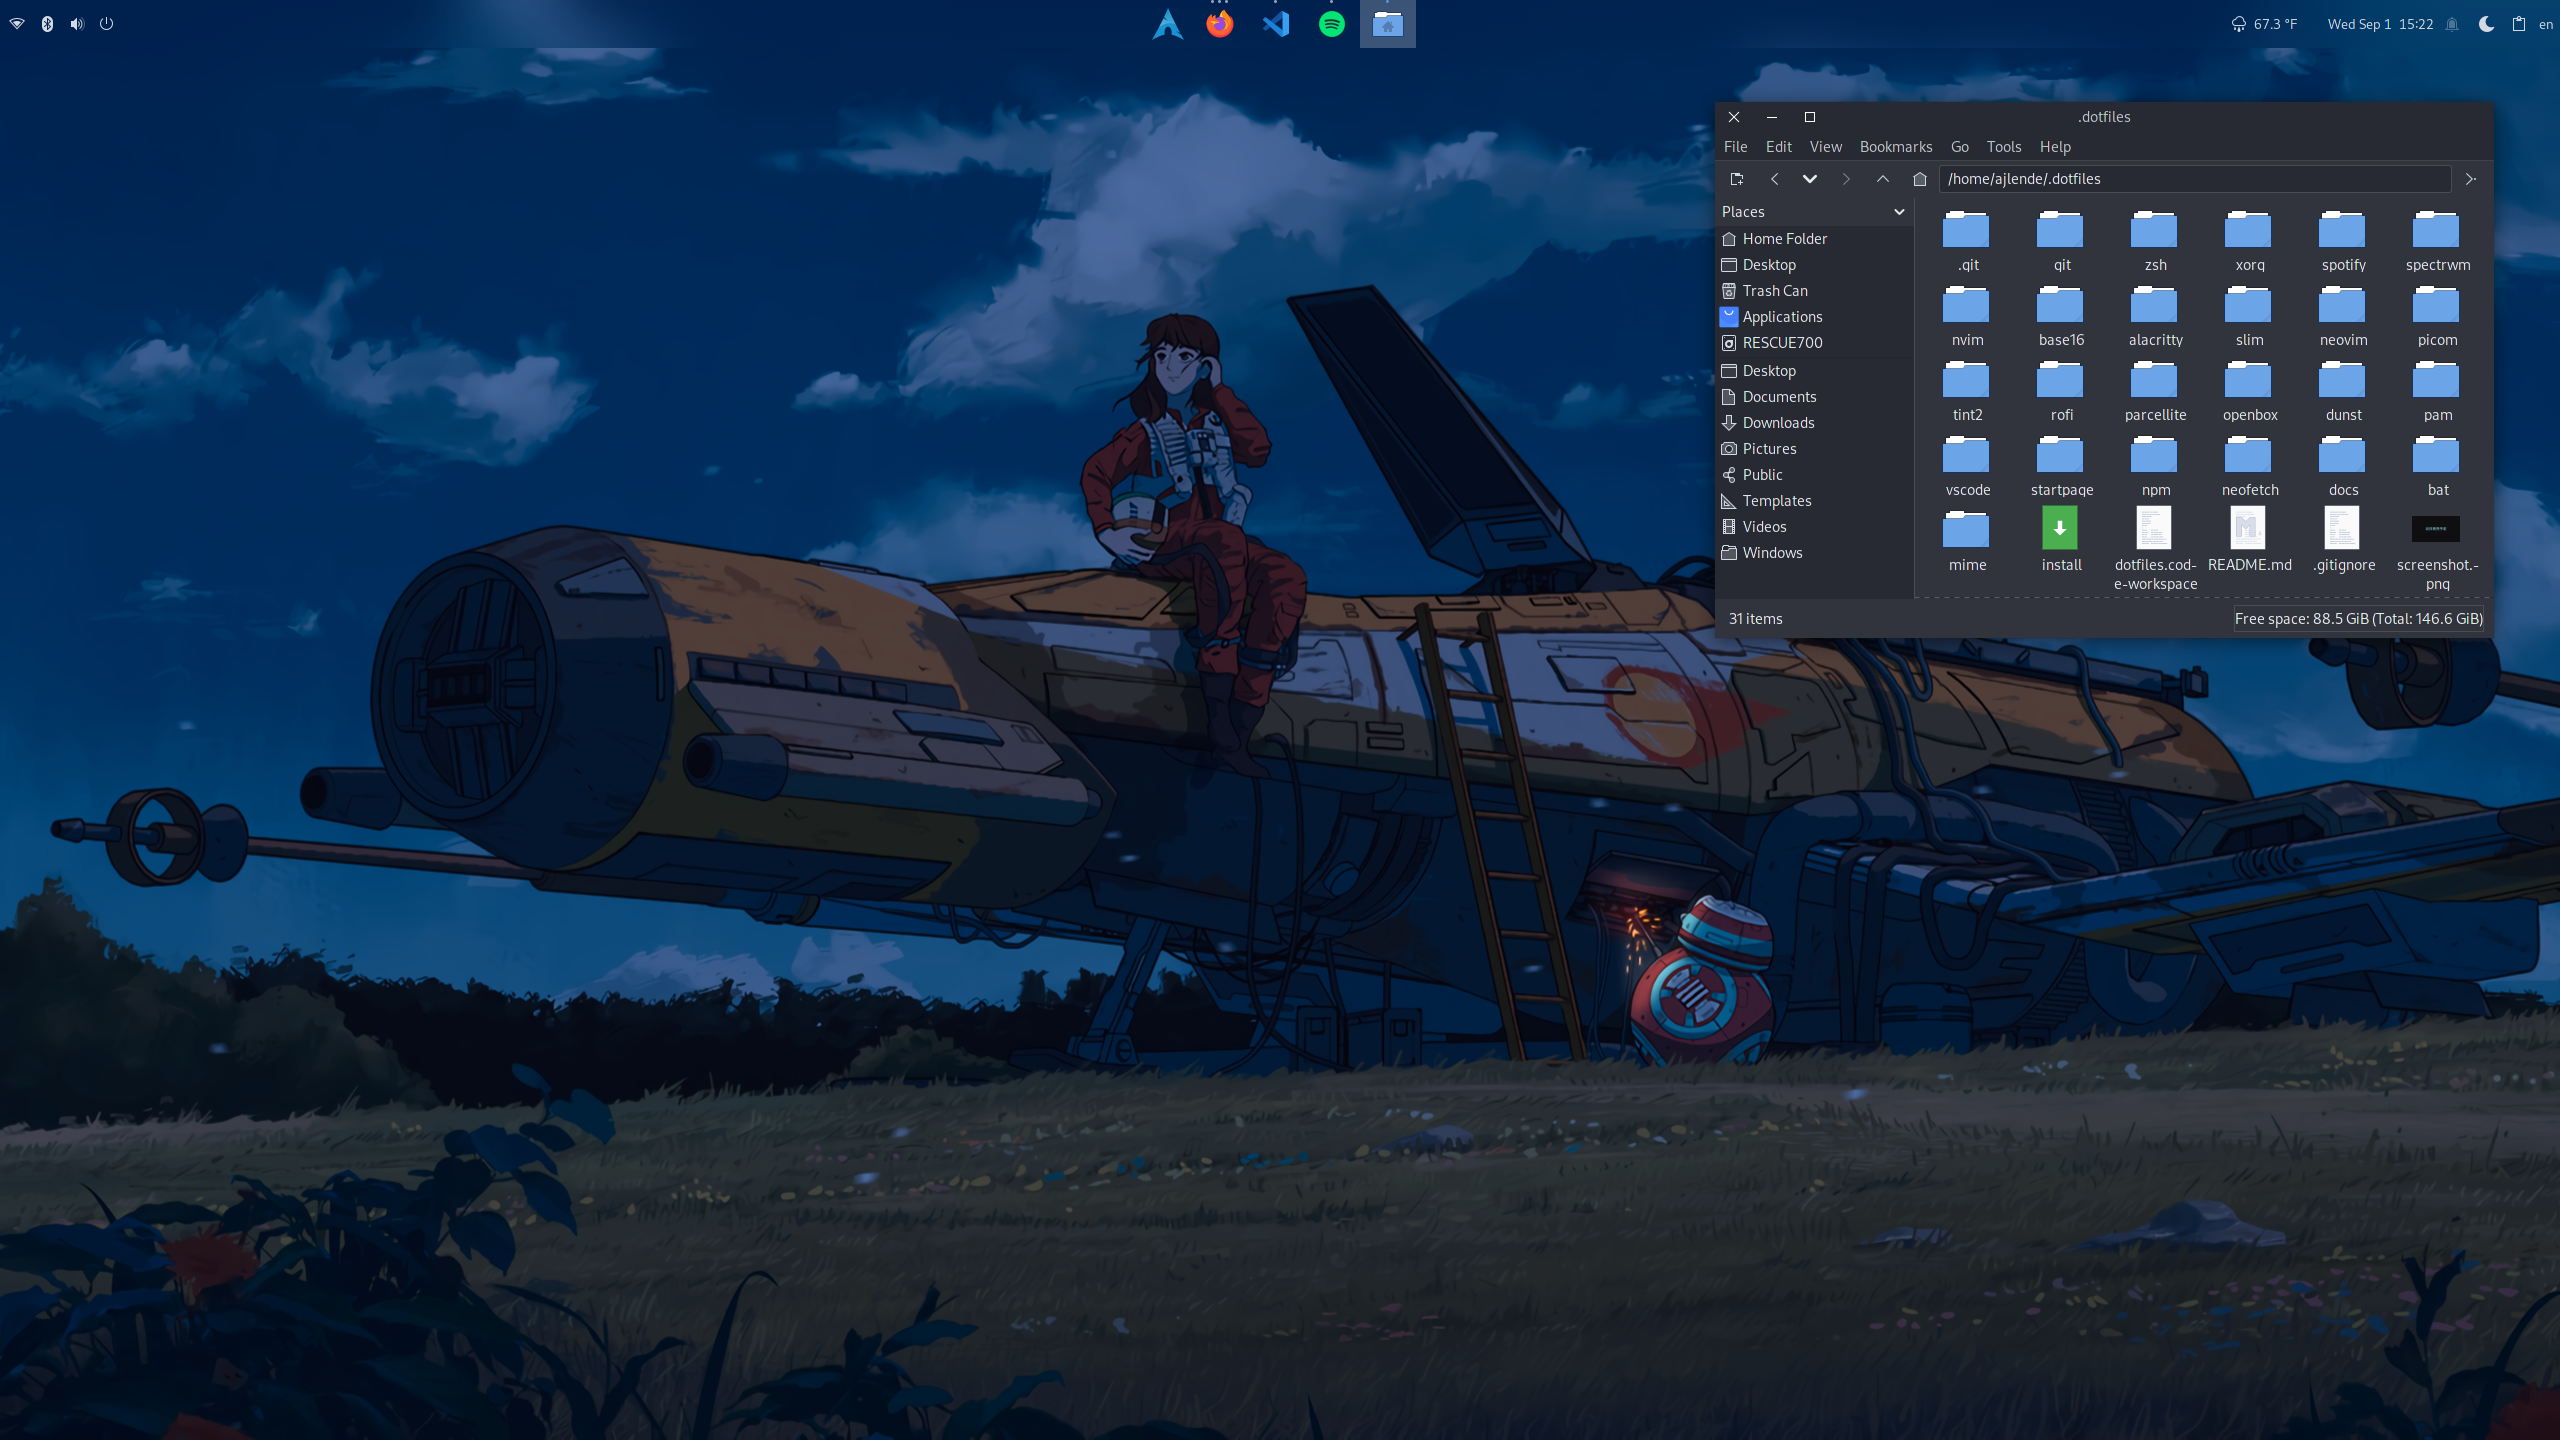 67.3 °F Wed Sep 1 15:22 en
.dotfiles
File Edit View Bookmarks Go Tools Help
/home/ajlende/.dotfiles
Places
Home Folder
Desktop
Trash Can
Applications
RESCUE700
Desktop
Documents
Downloads
Pictures
Public
Templates
Videos
Windows
.git git zsh xorg spotify spectrwm
nvim base16 alacritty slim neovim picom
tint2 rofi parcellite openbox dunst pam
vscode startpage npm neofetch docs bat
mime install dotfiles.cod- README.md .gitignore screenshot.-
e-workspace png
31 items Free space: 88.5 GiB (Total: 146.6 GiB)